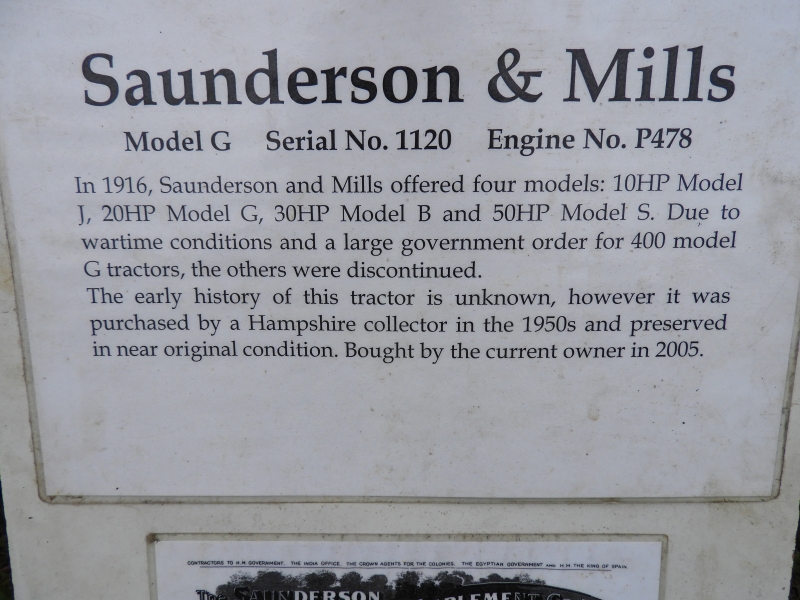 Saunderson & Mills
Model G Serial No. 1120 Engine No. P478
In 1916, Saunderson and Mills offered four models: 10HP Model
J, 20HP Model G, 30HP Model B and 50HP Model S. Due to
wartime conditions and a large government order for 400 model
G tractors, the others were discontinued.
The early history of this tractor is unknown, however it was
purchased by a Hampshire collector in the 1950s and preserved
in near original condition. Bought by the current owner in 2005.
CONTRACTORS TO H.M. GOVERNMENT. THE INDIA OFFICE. THE CROWN AGENTS FOR THE COLONIES. THE EGYPTIAN GOVERNMENT AND H.M. THE KING OF SPAIN
The SAUNDERSON